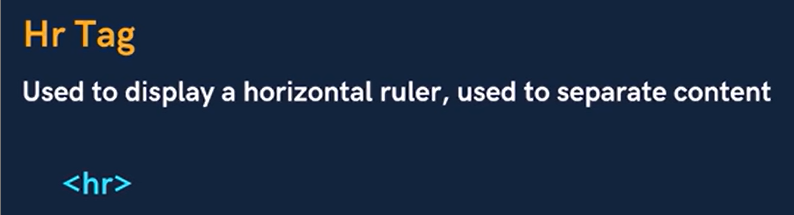 Hr Tag
Used to display a horizontal ruler, used to separate content
<hr>